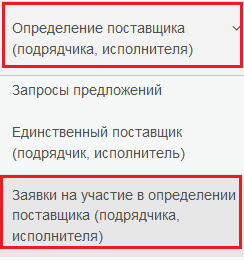 Определение поставщика
(подрядчика, исполнителя)
Запросы предложений
Единственный поставщик
(подрядчик, исполнитель)
Заявки на участие в определении
поставщика (подрядчика,
исполнителя)